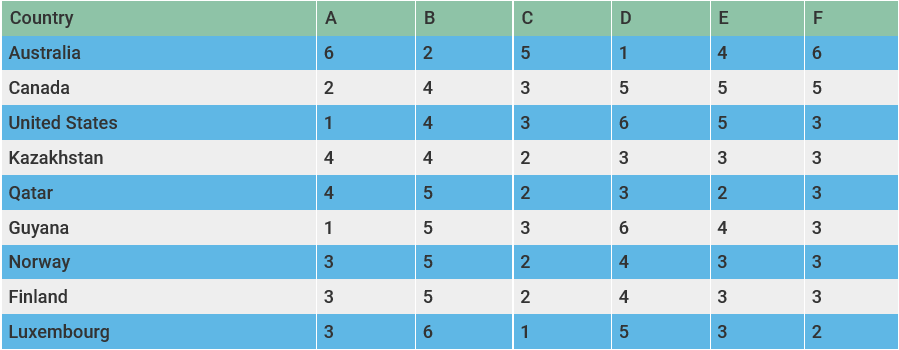 Country A B C D E F
Australia 6 2 5 1 4 6
Canada 2 4 3 5 5 5
United States 1 4 3 6 5 3
Kazakhstan 4 4 2 3 3 3
Qatar 4 5 2 3 2 3
Guyana 1 5 3 6 4 3
Norway 3 5 2 4 3 3
Finland 3 5 2 4 3 3
Luxembourg 3 6 1 5 3 2